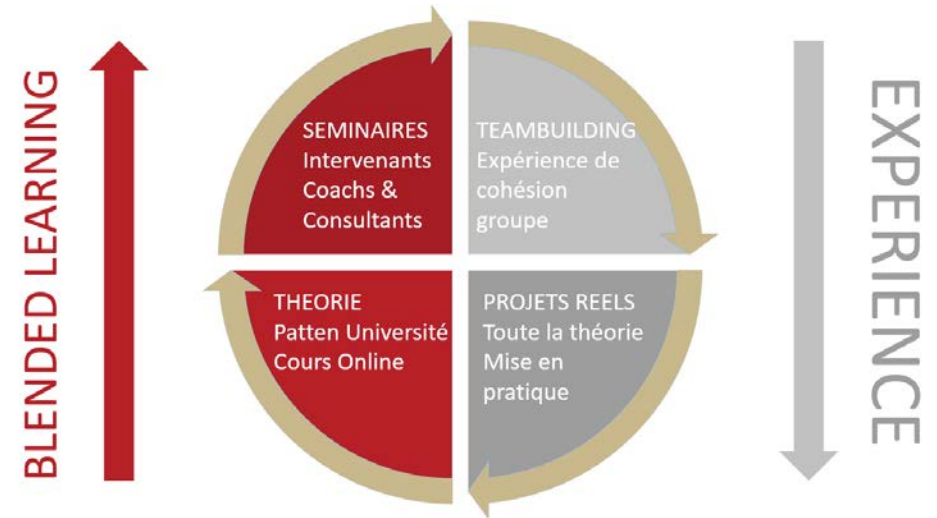 BLENDED LEARNING
SEMINAIRES
Intervenants
Coachs &
Consultants
TEAMBUILDING
Expérience de
cohésion
groupe
THEORIE
Patten Université
Cours Online
PROJETS REELS
Toute la théorie
Mise en
pratique
EXPERIENCE